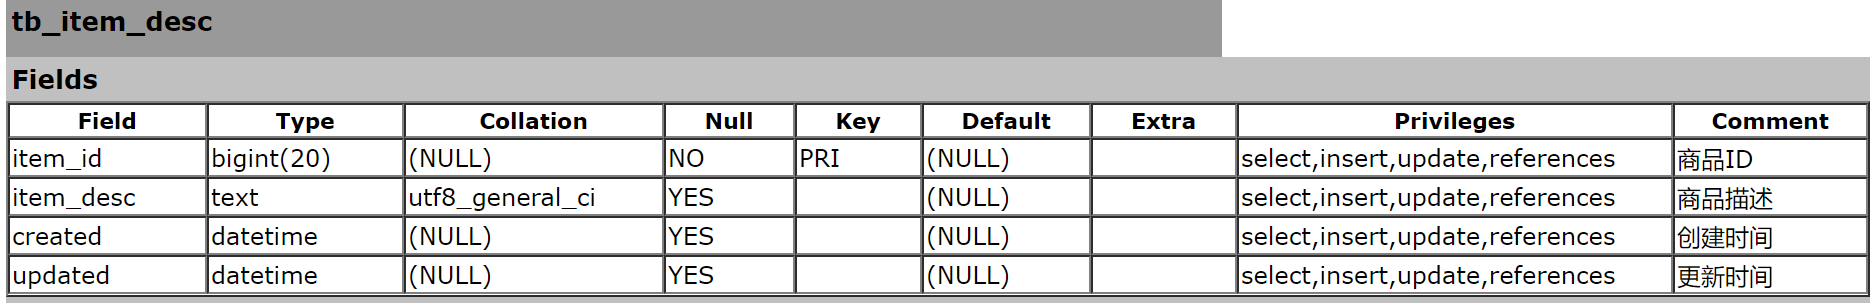 tb_item_desc
Fields
Field Type Collation Null Key Default Extra Privileges Comment
item_id bigint(20) (NULL) NO PRI (NULL) select,insert,update,references 商品ID
item_desc text utf8_general_ci YES (NULL) select,insert,update,references 商品描述
created datetime (NULL) YES (NULL) select,insert,update,references 创建时间
updated datetime (NULL) YES (NULL) select,insert,update,references 更新时间